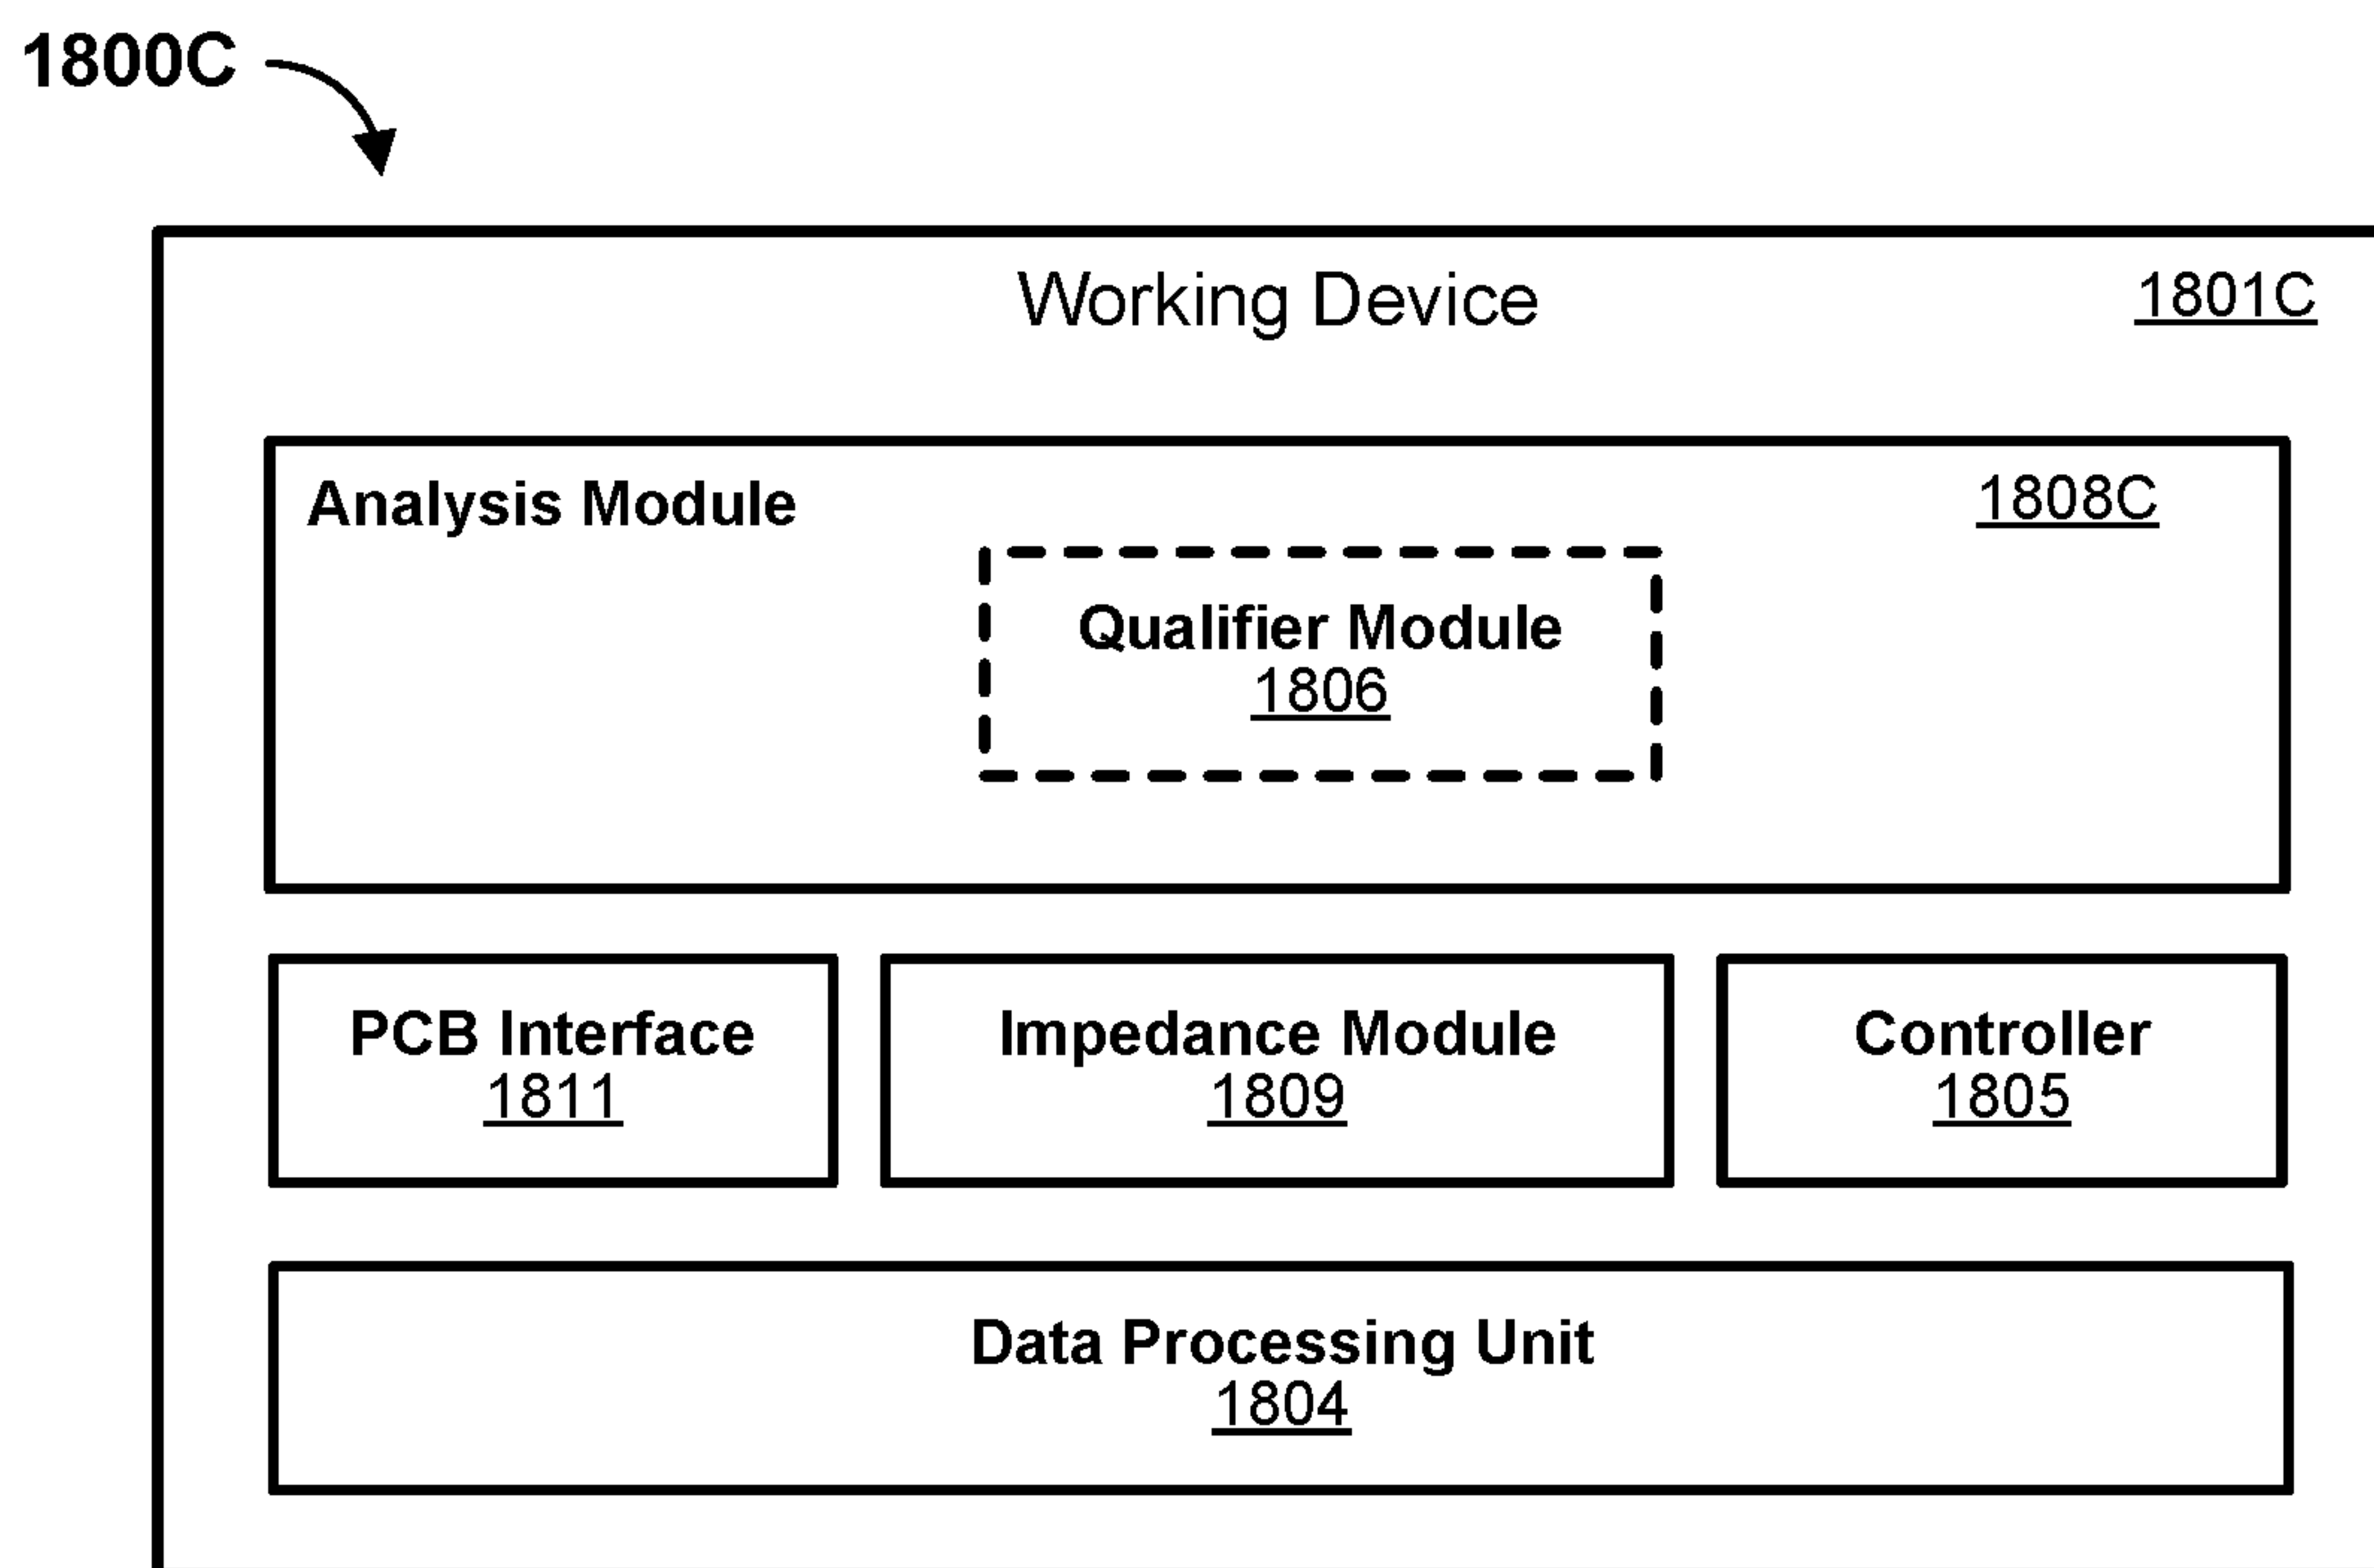 1800C
Working Device
1801C
Analysis Module
1808C
Qualifier Module
1806
PCB Interface
1811
Impedance Module
1809
Controller
1805
Data Processing Unit
1804